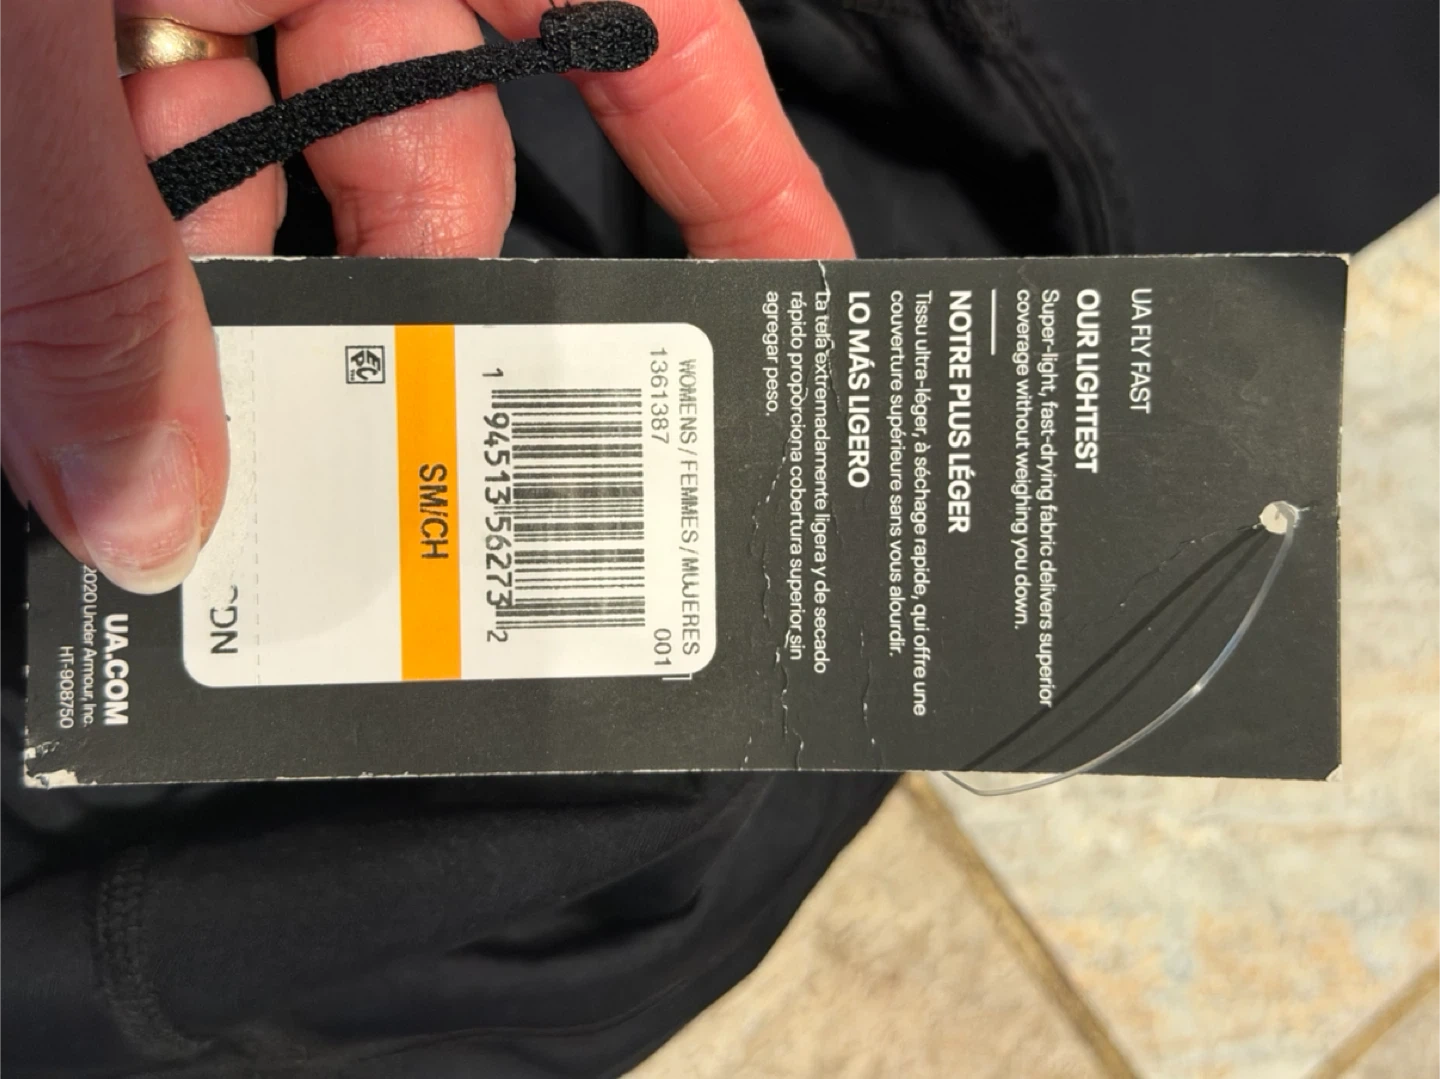 UA FLY FAST
OUR LIGHTEST
Super-light, fast-drying fabric delivers superior
coverage without weighing you down.
NOTRE PLUS LÉGER
Tissu ultra-léger, à séchage rapide, qui offre une
couverture supérieure sans vous alourdir.
LO MÁS LIGERO
La tela extremadamente ligera y de secado
rápido proporciona cobertura superior sin
agregar peso.
WOMENS / FEMMES / MUJERES
1361387 001
1 94513 56273 2
SM/CH
EPC
UA.COM
2020 Under Armour, Inc.
HT-908750